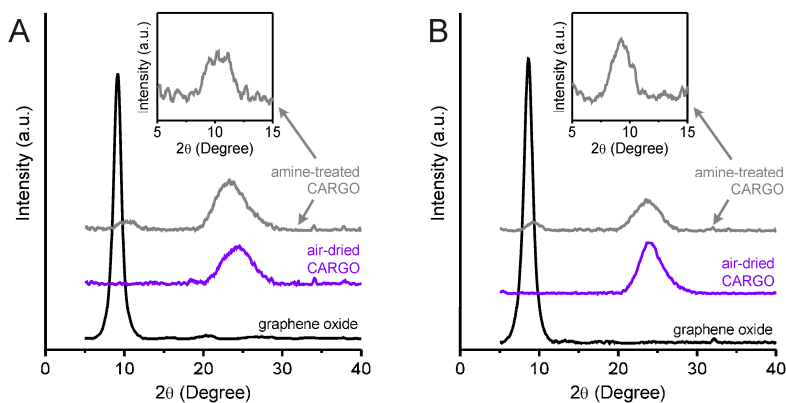 A
Intensity (a.u.)
Intensity (a.u.)
5
10
15
2θ (Degree)
amine-treated
CARGO
air-dried
CARGO
graphene oxide
0
10
20
30
40
2θ (Degree)
B
Intensity (a.u.)
Intensity (a.u.)
5
10
15
2θ (Degree)
amine-treated
CARGO
air-dried
CARGO
graphene oxide
0
10
20
30
40
2θ (Degree)